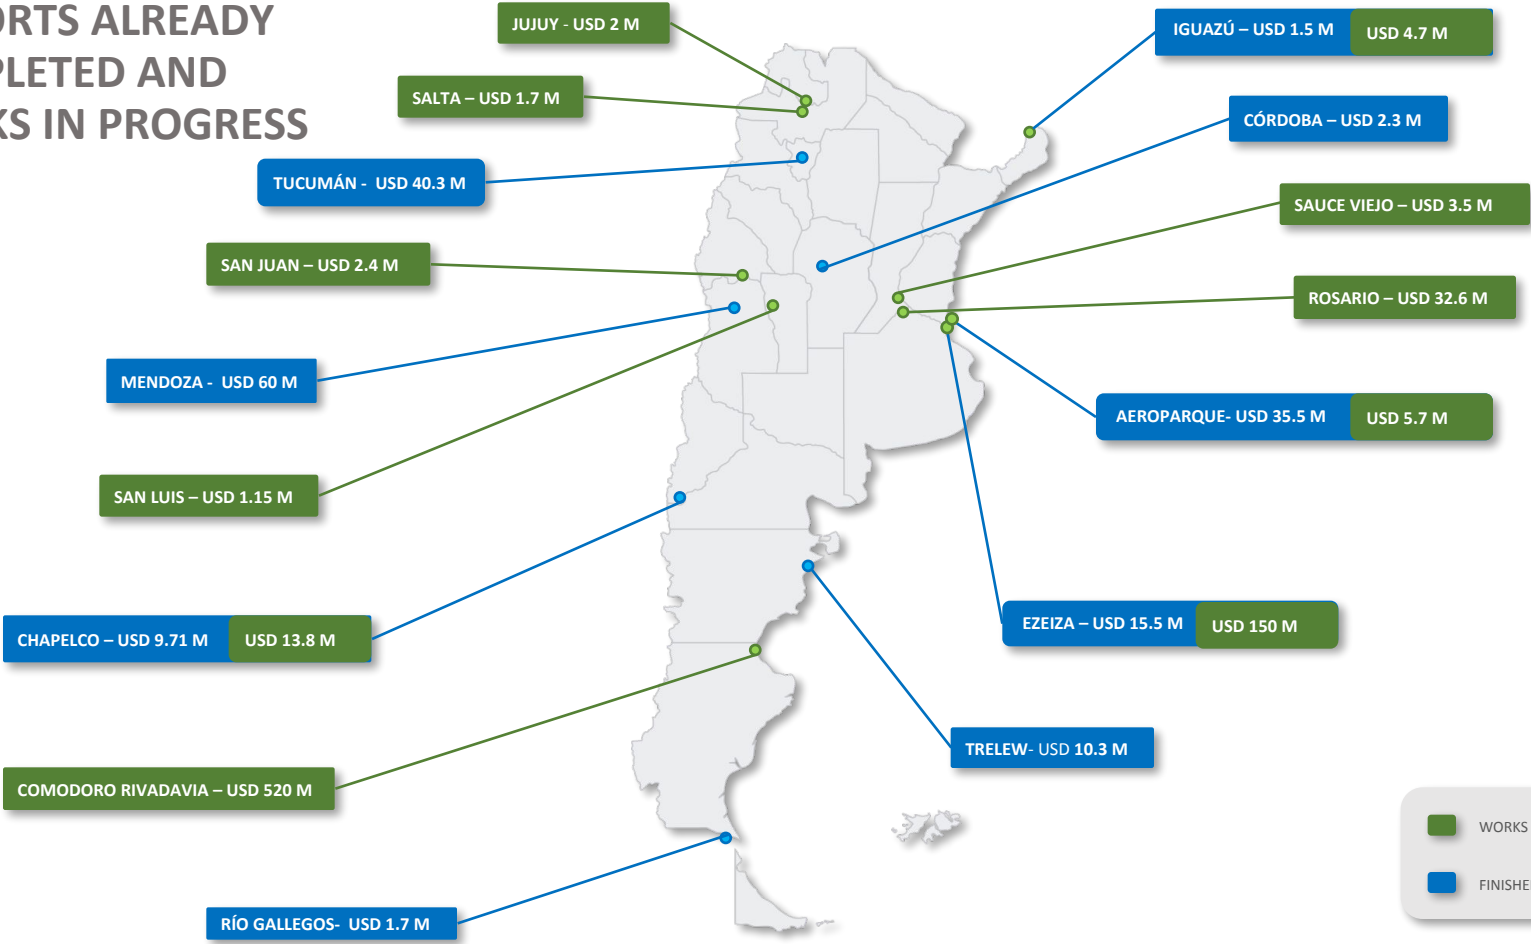 ORTS ALREADY
PLETED AND
KS IN PROGRESS
JUJUY - USD 2 M
IGUAZÚ – USD 1.5 M USD 4.7 M
SALTA – USD 1.7 M
CÓRDOBA – USD 2.3 M
TUCUMÁN - USD 40.3 M
SAUCE VIEJO – USD 3.5 M
SAN JUAN – USD 2.4 M
ROSARIO – USD 32.6 M
MENDOZA - USD 60 M
AEROPARQUE- USD 35.5 M USD 5.7 M
SAN LUIS – USD 1.15 M
CHAPELCO – USD 9.71 M USD 13.8 M
EZEIZA – USD 15.5 M USD 150 M
TRELEW- USD 10.3 M
COMODORO RIVADAVIA – USD 520 M
WORKS
FINISHE
RÍO GALLEGOS- USD 1.7 M